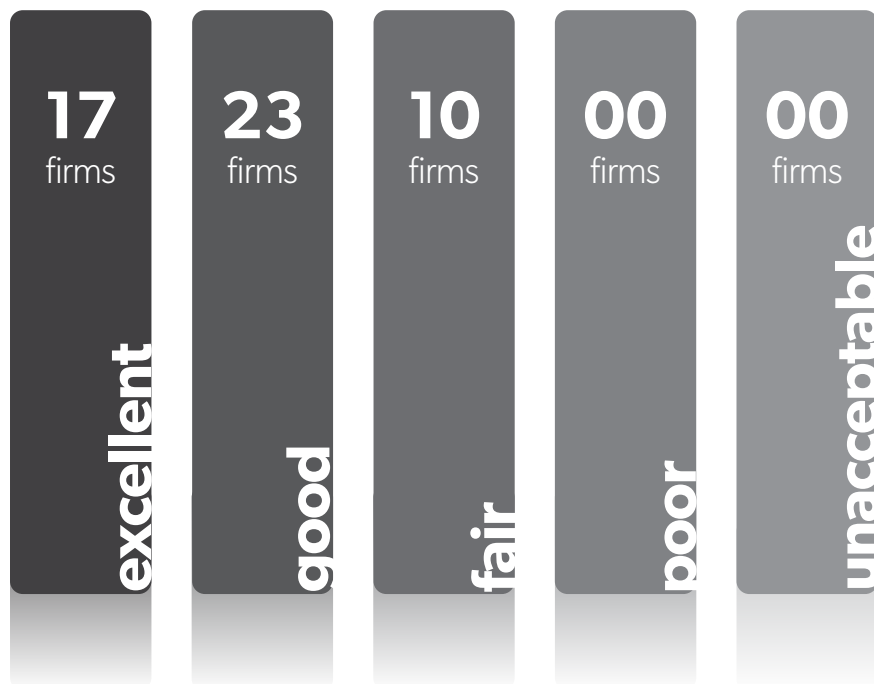 17
firms
excellent
23
firms
good
10
firms
fair
00
firms
poor
00
firms
unacceptable